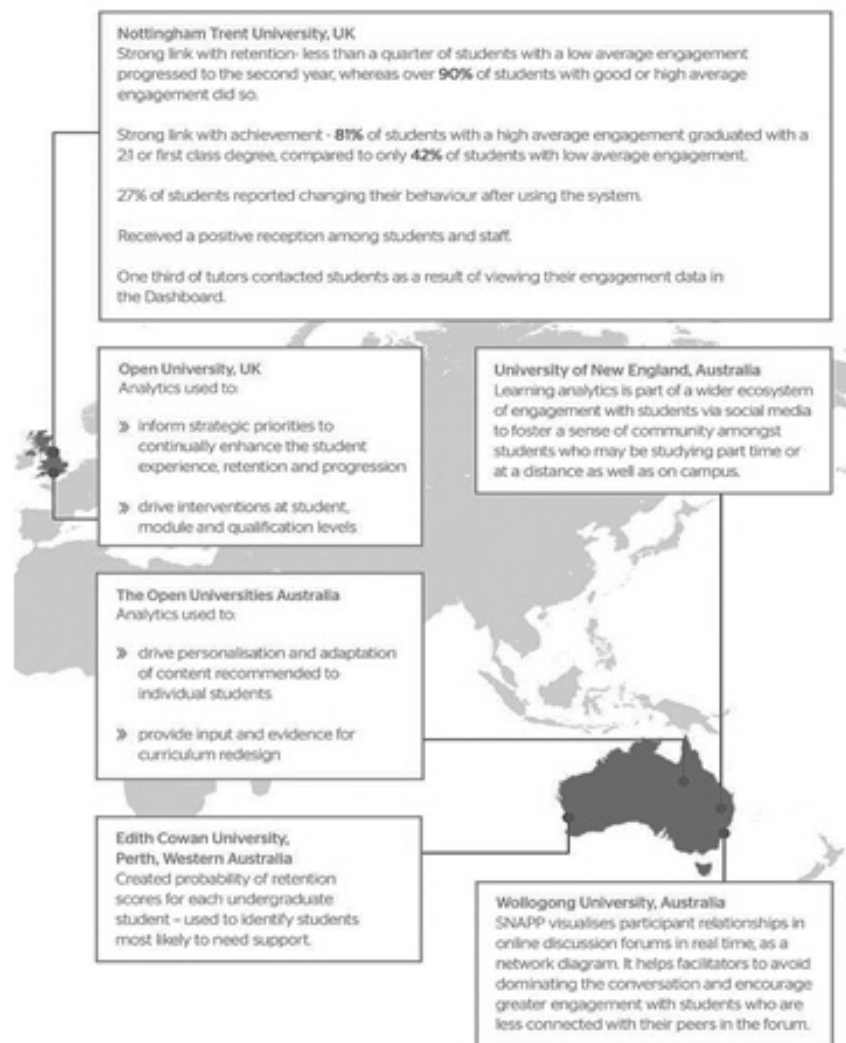 Nottingham Trent University, UK
Strong link with retention- less than a quarter of students with a low average engagement
progressed to the second year, whereas over 90% of students with good or high average
engagement did so.
Strong link with achievement - 81% of students with a high average engagement graduated with a
21 or first class degree, compared to only 42% of students with low average engagement.
27% of students reported changing their behaviour after using the system.
Received a positive reception among students and staff.
One third of tutors contacted students as a result of viewing their engagement data in
the Dashboard.
Open University, UK
Analytics used to:
» inform strategic priorities to
continually enhance the student
experience, retention and progression
» drive interventions at student,
module and qualification levels
University of New England, Australia
Learning analytics is part of a wider ecosystem
of engagement with students via social media
to foster a sense of community amongst
students who may be studying part time or
at a distance as well as on campus.
The Open Universities Australia
Analytics used to:
» drive personalisation and adaptation
of content recommended to
individual students
» provide input and evidence for
curriculum redesign
Edith Cowan University,
Perth, Western Australia
Created probability of retention
scores for each undergraduate
student – used to identify students
most likely to need support.
Wollogong University, Australia
SNAPP visualises participant relationships in
online discussion forums in real time, as a
network diagram. It helps facilitators to avoid
dominating the conversation and encourage
greater engagement with students who are
less connected with their peers in the forum.